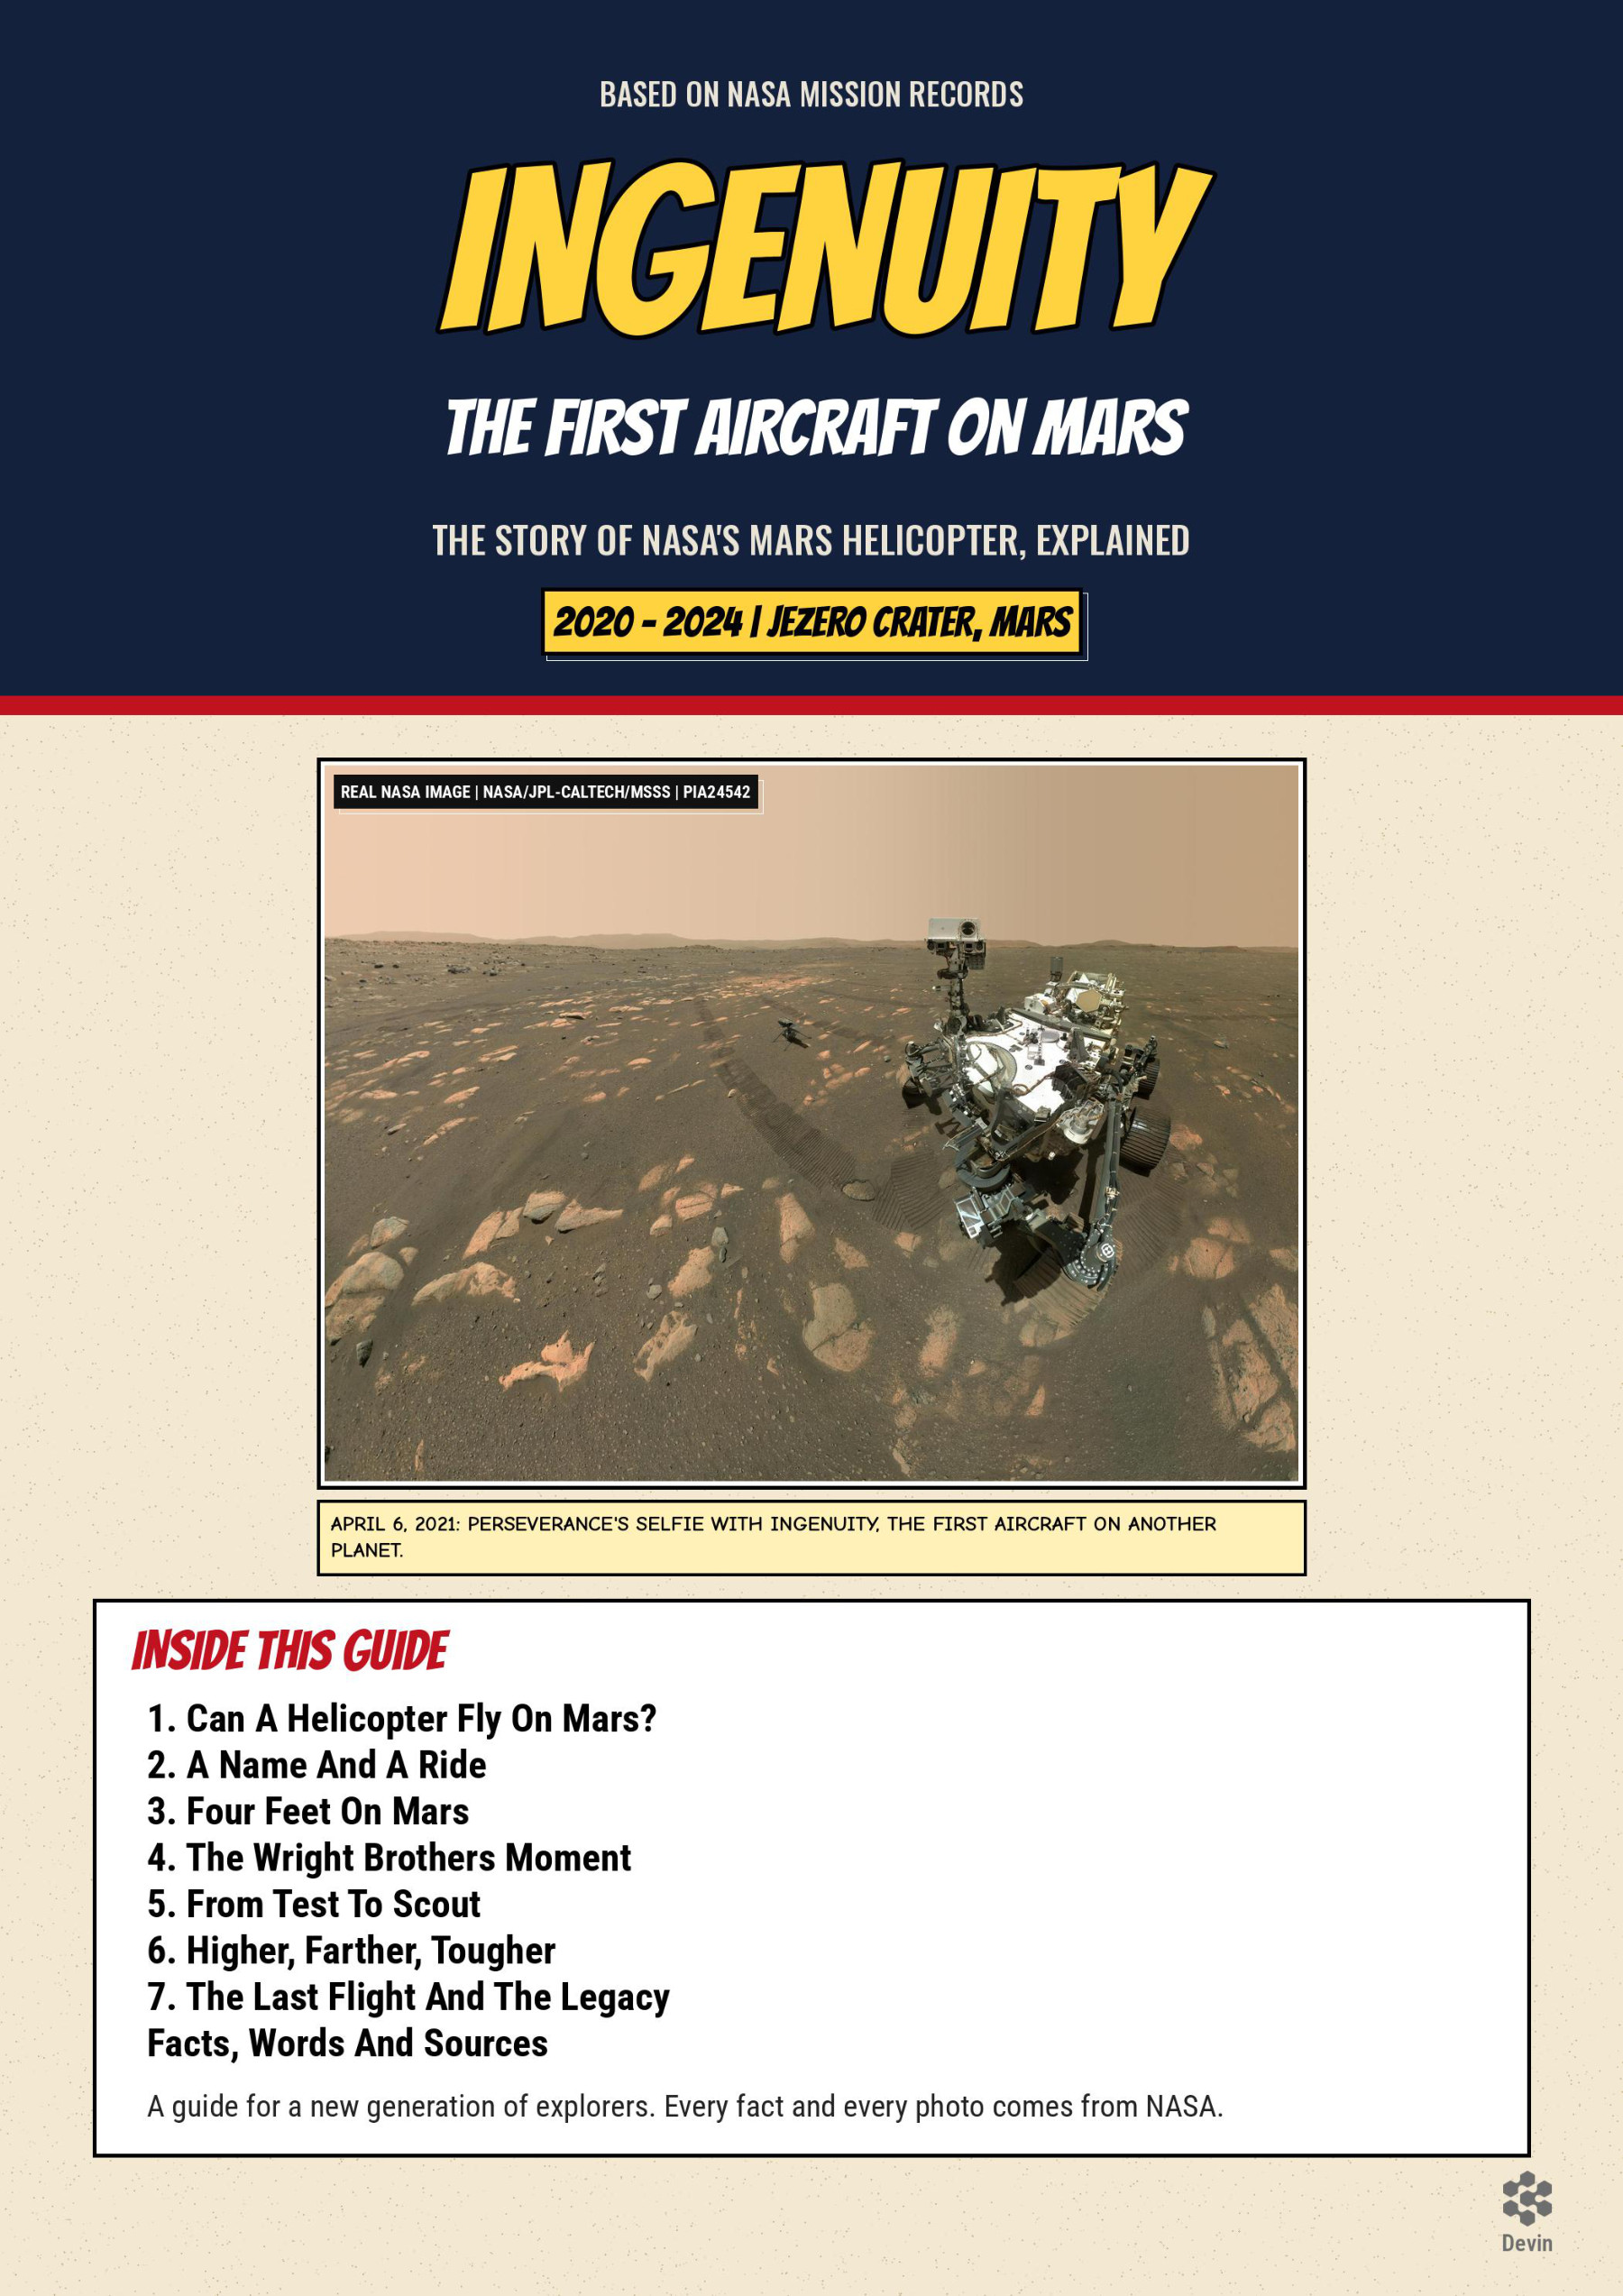 BASED ON NASA MISSION RECORDS
INGENUITY
THE FIRST AIRCRAFT ON MARS
THE STORY OF NASA'S MARS HELICOPTER, EXPLAINED
2020 - 2024 | JEZERO CRATER, MARS
REAL NASA IMAGE | NASA/JPL-CALTECH/MSSS | PIA24542
APRIL 6, 2021: PERSEVERANCE'S SELFIE WITH INGENUITY, THE FIRST AIRCRAFT ON ANOTHER
PLANET.
INSIDE THIS GUIDE
1. Can A Helicopter Fly On Mars?
2. A Name And A Ride
3. Four Feet On Mars
4. The Wright Brothers Moment
5. From Test To Scout
6. Higher, Farther, Tougher
7. The Last Flight And The Legacy
Facts, Words And Sources
A guide for a new generation of explorers. Every fact and every photo comes from NASA.
Devin